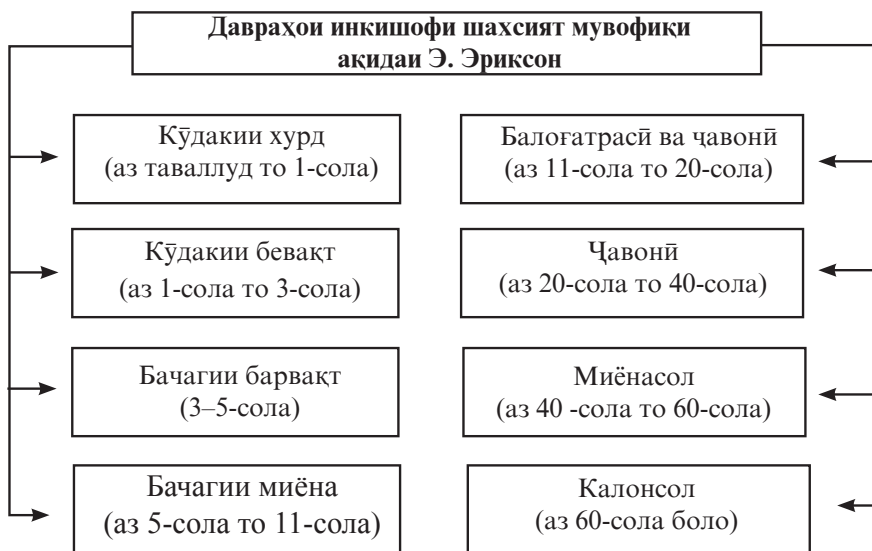 Давраҳои инкишофи шахсият мувофиқи
ақидаи Э. Эриксон
Кӯдакии хурд
(аз таваллуд то 1-сола)
Кӯдакии бевақт
(аз 1-сола то 3-сола)
Бачагии барвақт
(3–5-сола)
Бачагии миёна
(аз 5-сола то 11-сола)
Балоғатрасӣ ва ҷавонӣ
(аз 11-сола то 20-сола)
Ҷавонӣ
(аз 20-сола то 40-сола)
Миёнасол
(аз 40 -сола то 60-сола)
Калонсол
(аз 60-сола боло)